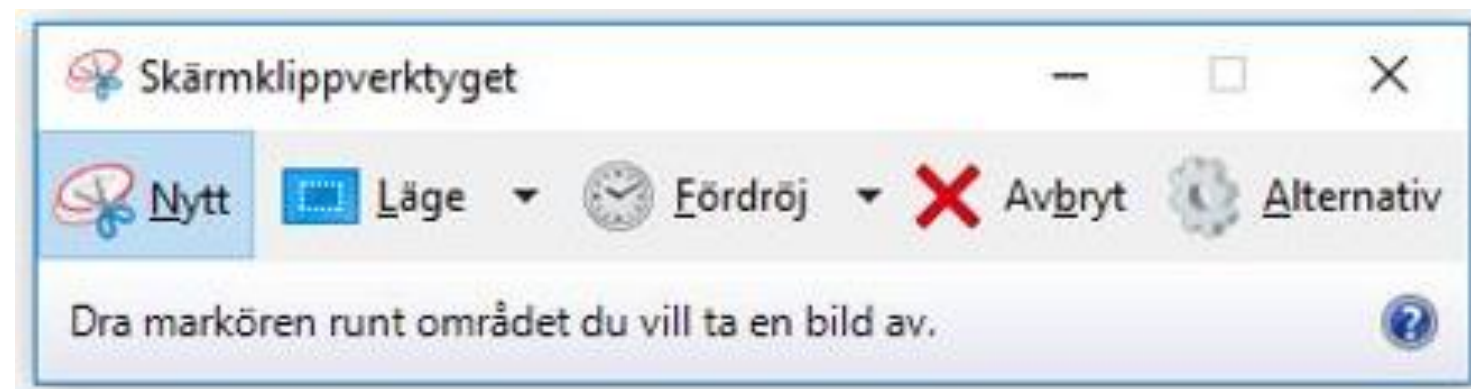 Skärmklippverktyget
Nytt Läge Fördröj Avbryt Alternativ
Dra markören runt området du vill ta en bild av.